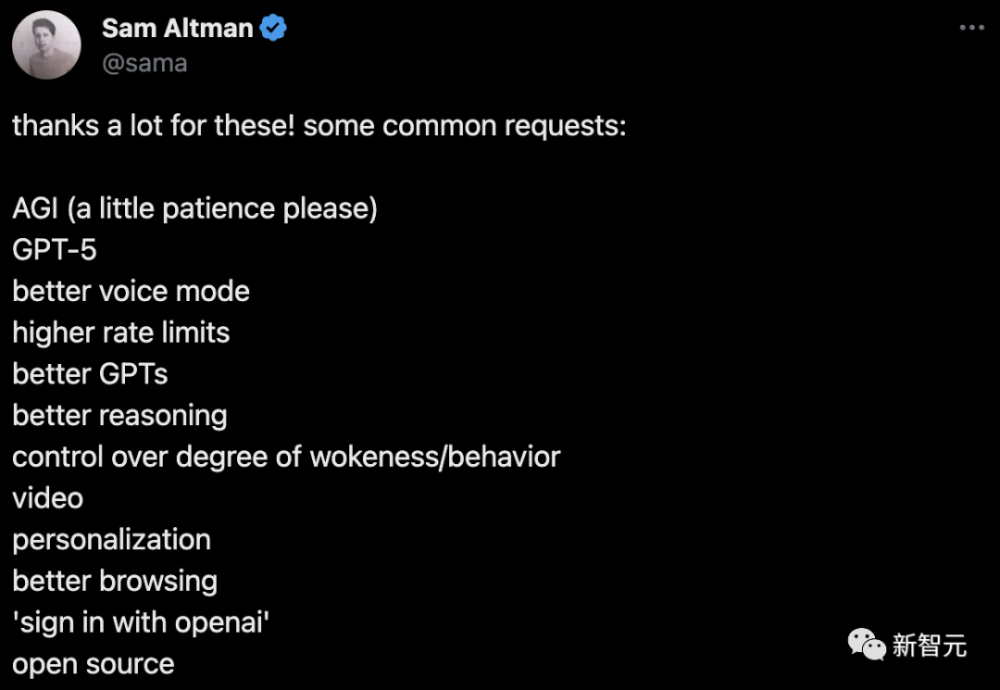 Sam Altman
@sama
thanks a lot for these! some common requests:
AGI (a little patience please)
GPT-5
better voice mode
higher rate limits
better GPTs
better reasoning
control over degree of wokeness/behavior
video
personalization
better browsing
'sign in with openai'
open source
新智元